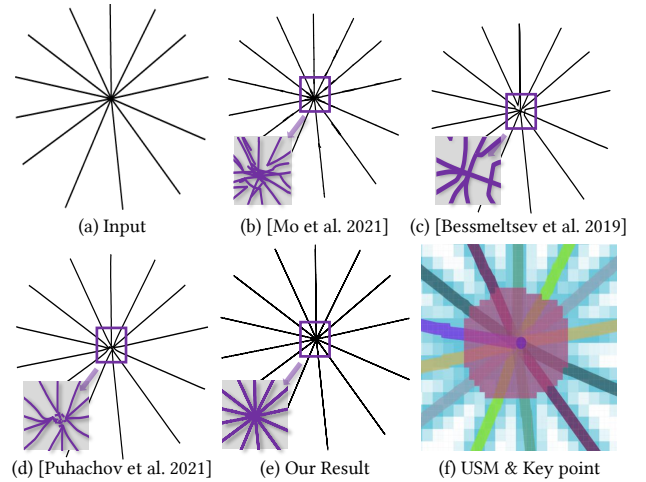 (a) Input
(b) [Mo et al. 2021]
(c) [Bessmeltsev et al. 2019]
(d) [Puhachov et al. 2021]
(e) Our Result
(f) USM & Key point